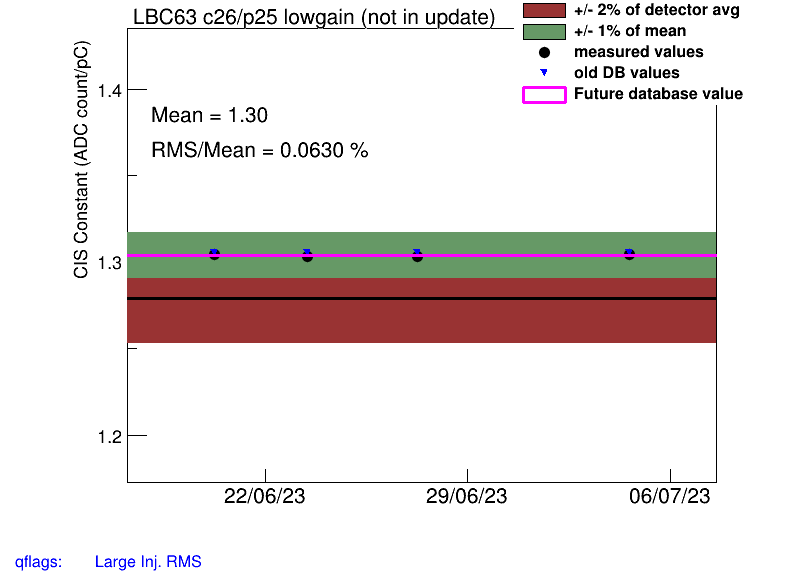 LBC63 c26/p25 lowgain (not in update)
+/- 2% of detector avg
+/- 1% of mean
measured values
old DB values
Future database value
CIS Constant (ADC count/pC)
1.4
1.3
1.2
Mean = 1.30
RMS/Mean = 0.0630 %
22/06/23
29/06/23
06/07/23
qflags: Large Inj. RMS